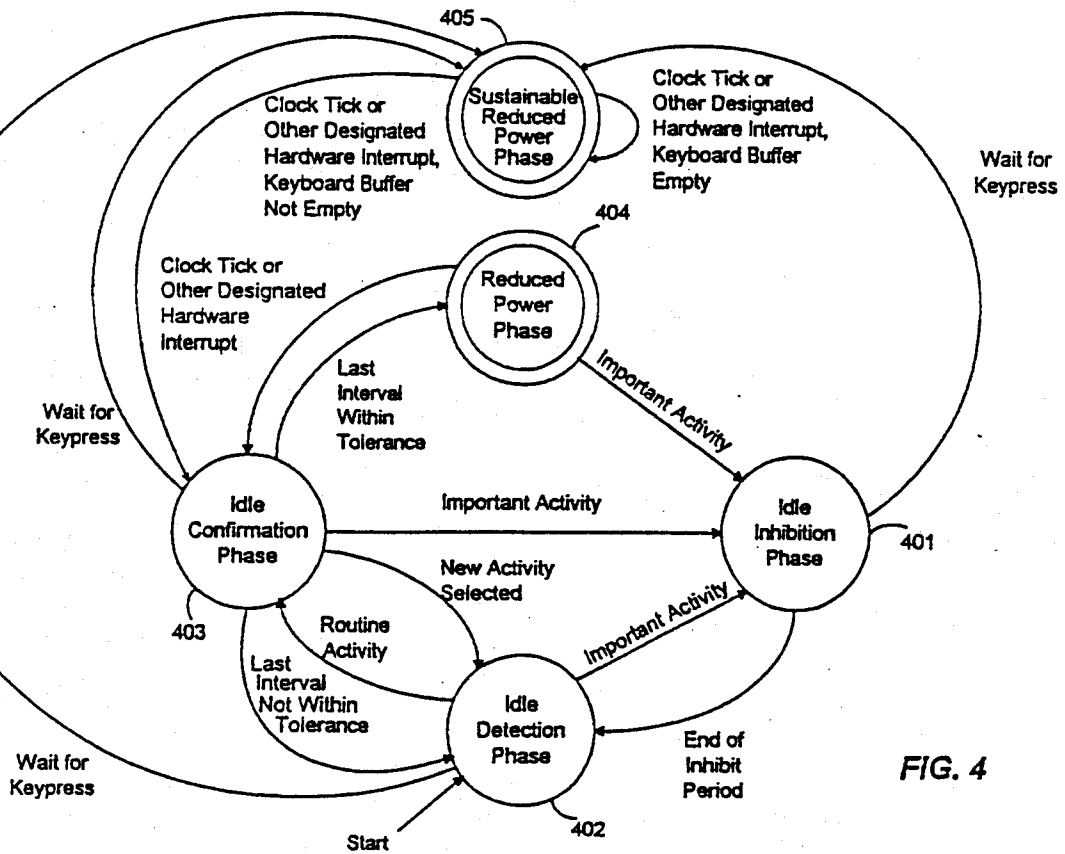 405
Sustainable
Reduced
Power
Phase
Clock Tick or
Other Designated
Hardware Interrupt,
Keyboard Buffer
Not Empty
Clock Tick or
Other Designated
Hardware Interrupt,
Keyboard Buffer
Empty
Wait for
Keypress
404
Reduced
Power
Phase
Clock Tick or
Other Designated
Hardware
Interrupt
Last
Interval
Within
Tolerance
Important Activity
Wait for
Keypress
Idle
Confirmation
Phase
403
Important Activity
Idle
Inhibition
Phase
401
New Activity
Selected
Routine
Activity
Important Activity
Last
Interval
Not Within
Tolerance
Idle
Detection
Phase
402
End of
Inhibit
Period
Wait for
Keypress
Start
FIG. 4